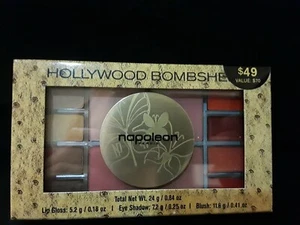 HOLLYWOOD BOMBSHE
$49
VALUE: $70
napoleon
Total Net Wt. 24 g / 0.84 oz
Lip Gloss: 5.2 g / 0.18 oz | Eye Shadow: 7.2 g / 0.25 oz | Blush: 11.6 g / 0.41 oz